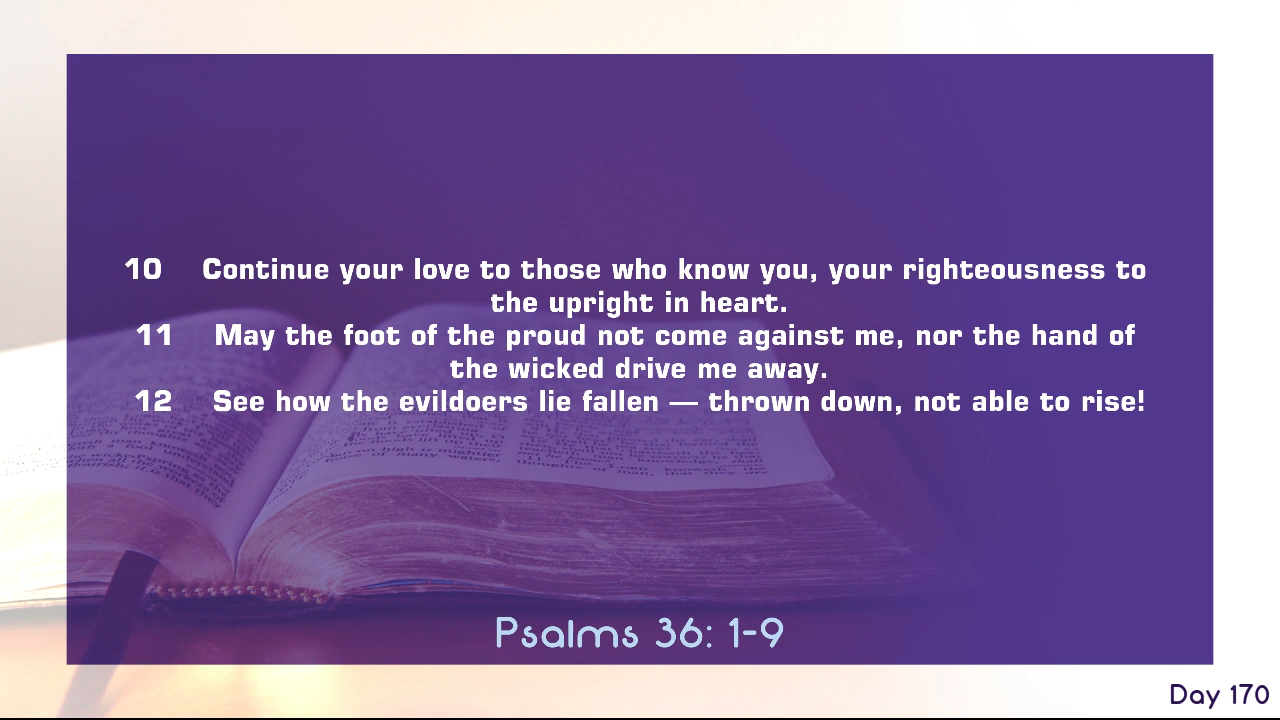 10 Continue your love to those who know you, your righteousness to
the upright in heart.
11 May the foot of the proud not come against me, nor the hand of
the wicked drive me away.
12 See how the evildoers lie fallen — thrown down, not able to rise!
Psalms 36: 1-9
Day 170